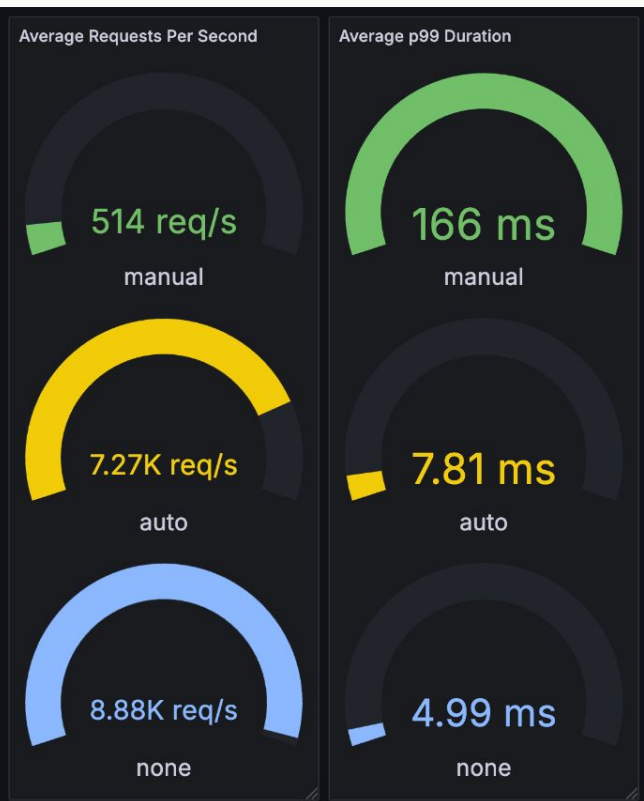 Average Requests Per Second
514 req/s
manual
7.27K req/s
auto
8.88K req/s
none
Average p99 Duration
166 ms
manual
7.81 ms
auto
4.99 ms
none